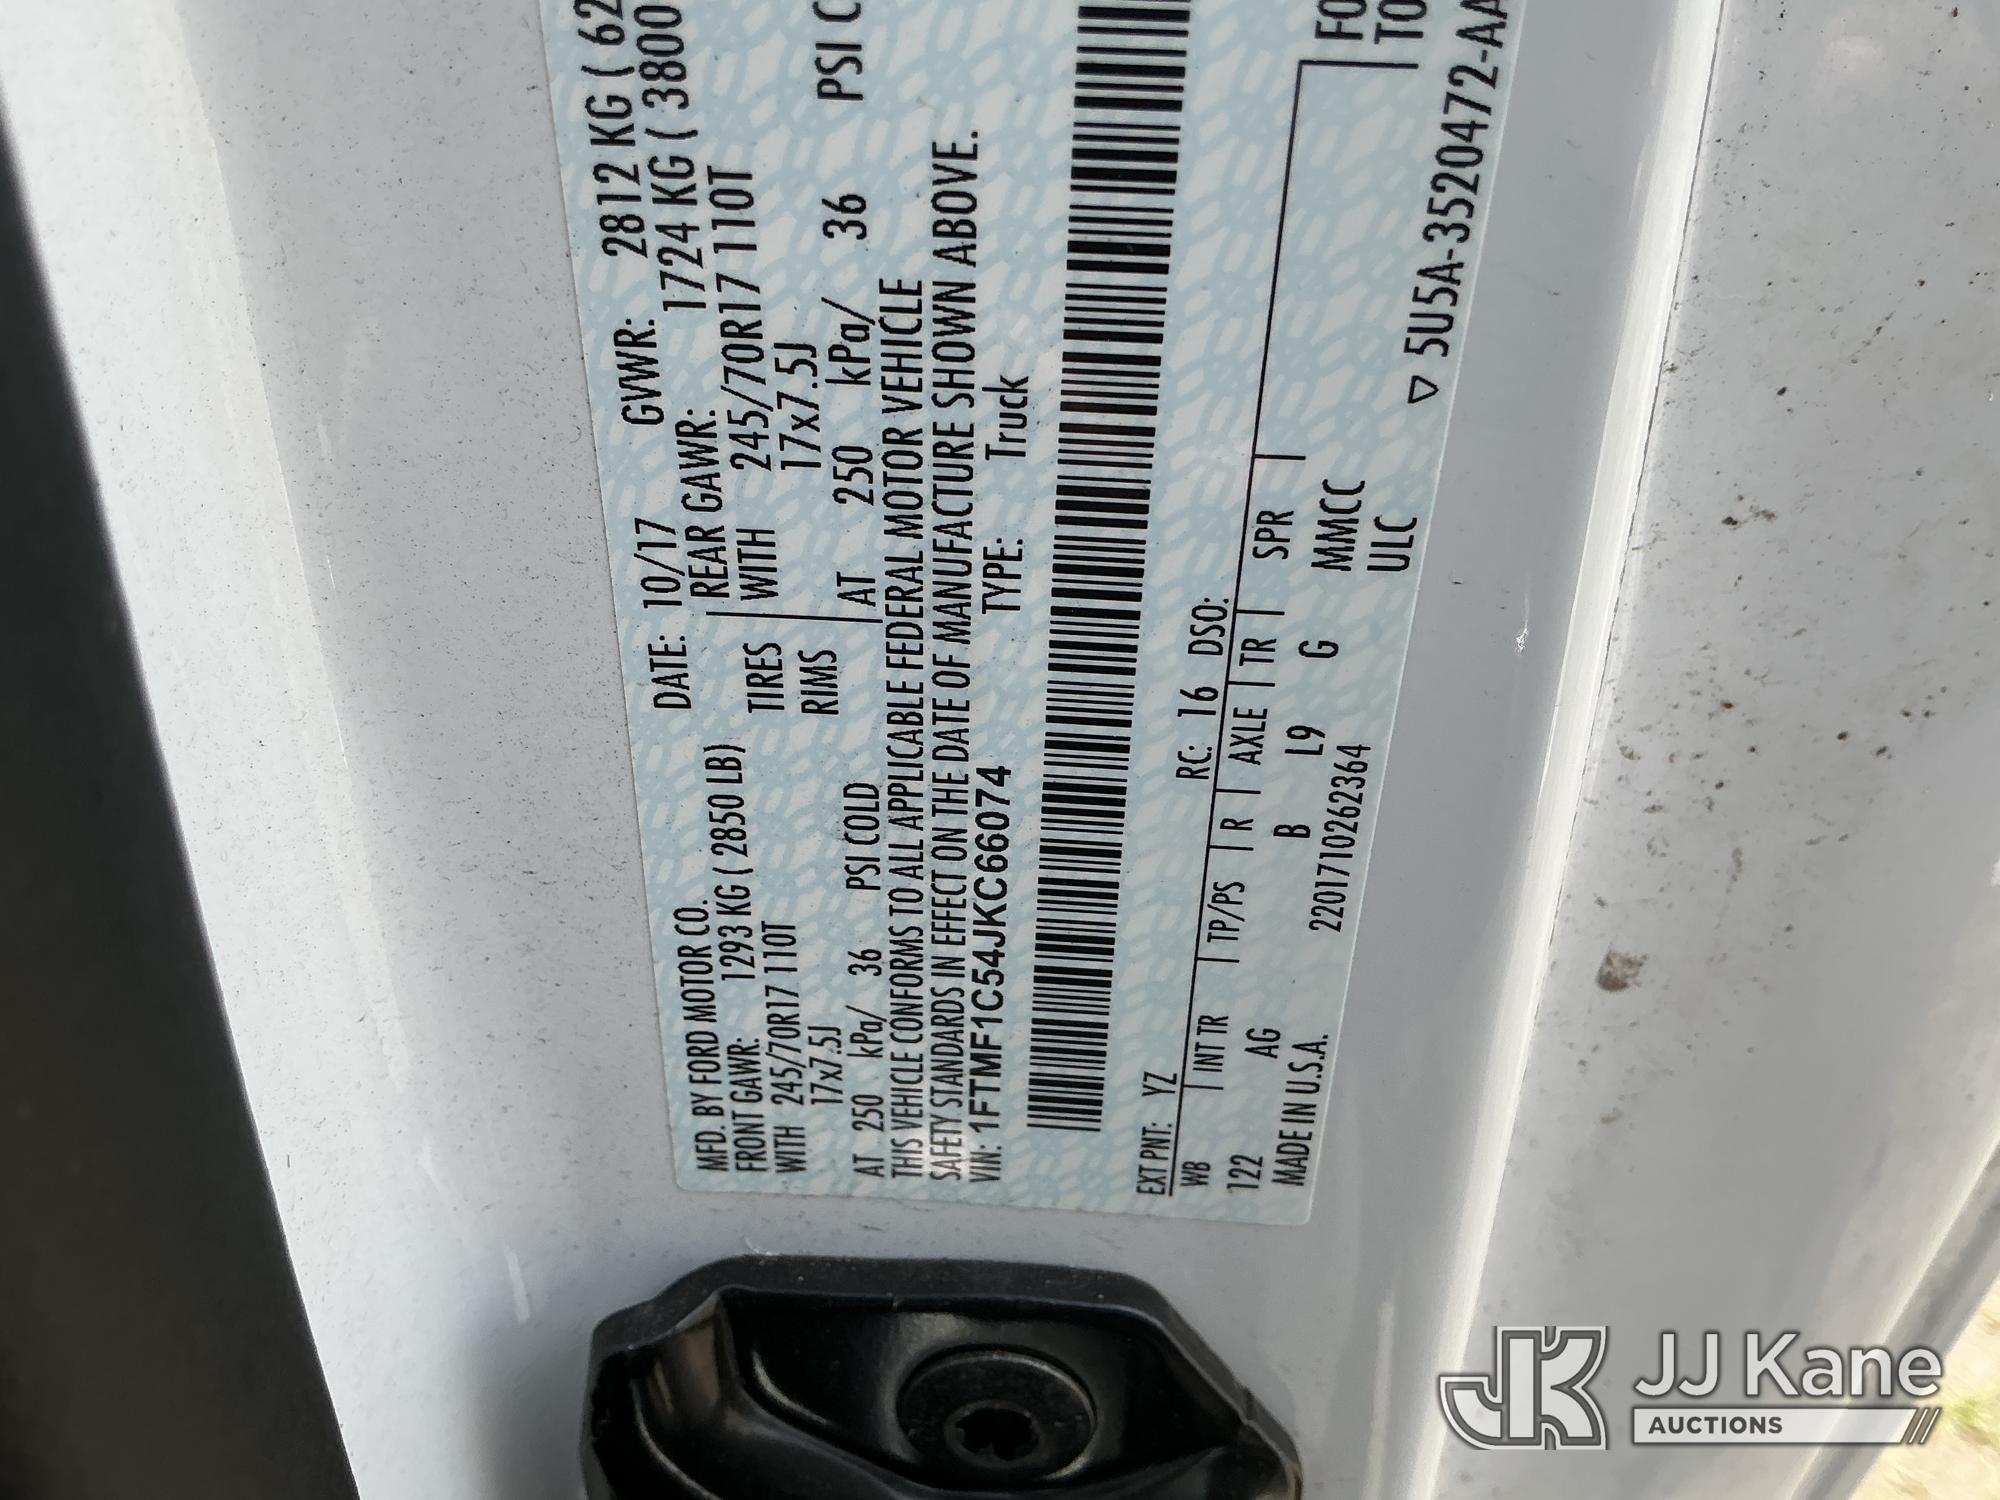 MFD. BY FORD MOTOR CO.
DATE: 10/17 GVWR: 2812 KG ( 62
FRONT GAWR: 1293 KG ( 2850 LB) REAR GAWR: 1724 KG ( 3800
WITH 245/70R17 110T TIRES WITH 245/70R17 110T
17x7.5J RIMS 17x7.5J
AT 250 kPa/ 36 PSI COLD AT 250 kPa/ 36 PSI C
THIS VEHICLE CONFORMS TO ALL APPLICABLE FEDERAL MOTOR VEHICLE
SAFETY STANDARDS IN EFFECT ON THE DATE OF MANUFACTURE SHOWN ABOVE.
VIN: 1FTMF1C54JKC66074 TYPE: Truck
EXT PNT: YZ RC: 16 DSO: FO
WB INT TR TP/PS R AXLE TR SPR TO
122 AG B L9 G MMCC
MADE IN U.S.A. 2201710262364 ULC
▽ 5U5A-3520472-AA
JK JJ Kane
AUCTIONS